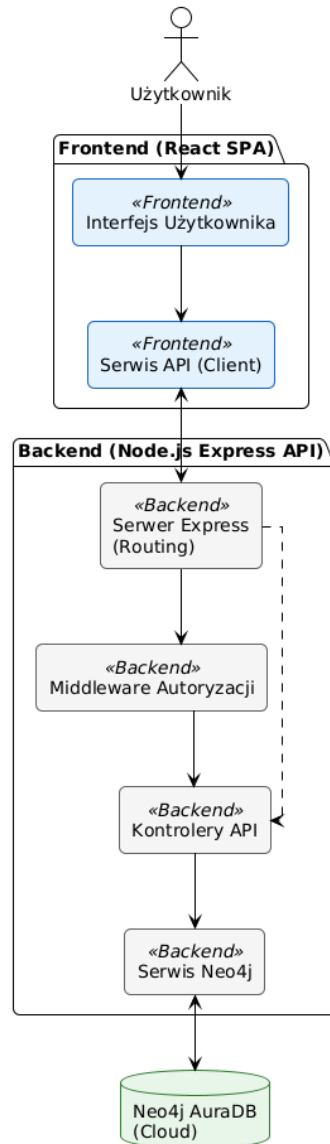 Użytkownik
Frontend (React SPA)
«Frontend»
Interfejs Użytkownika
«Frontend»
Serwis API (Client)
Backend (Node.js Express API)
«Backend»
Serwer Express
(Routing)
«Backend»
Middleware Autoryzacji
«Backend»
Kontrolery API
«Backend»
Serwis Neo4j
Neo4j AuraDB
(Cloud)